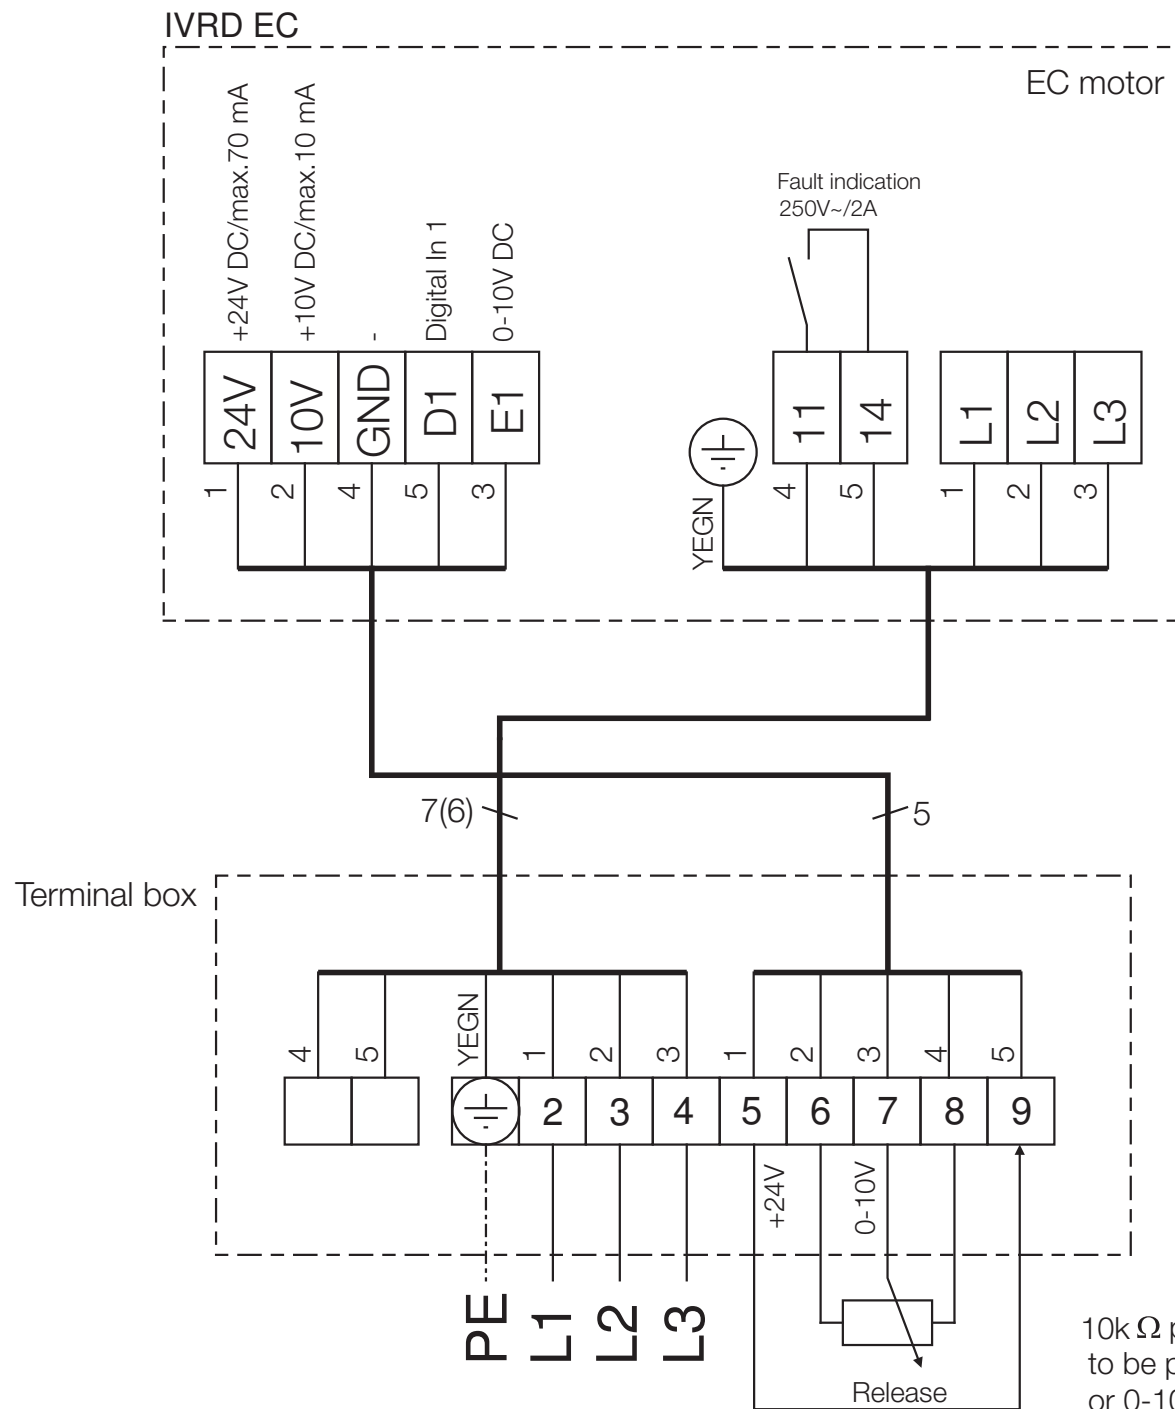 IVRD EC
EC motor
+24V DC/max.70 mA
+10V DC/max.10 mA
-
Digital In 1
0-10V DC
Fault indication
250V~/2A
24V
10V
GND
D1
E1
11
14
L1
L2
L3
1
2
4
5
3
YEGN
4
5
1
2
3
7(6)
5
Terminal box
4
5
YEGN
1
2
3
1
2
3
4
5
2
3
4
5
6
7
8
9
+24V
0-10V
PE
L1
L2
L3
10k Ω
to be
or
Release